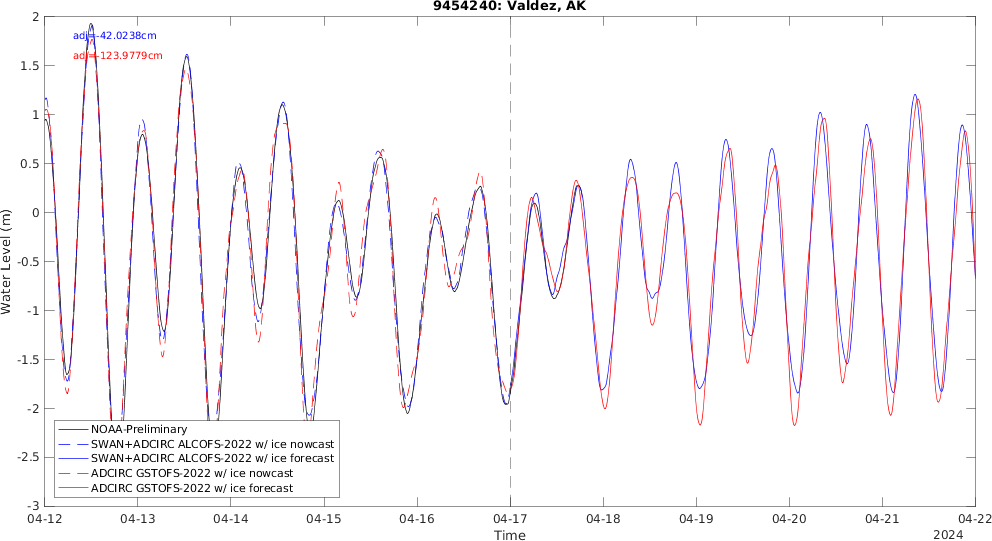 9454240: Valdez, AK
adj=-42.0238cm
adj=-123.9779cm
Water Level (m)
2
1.5
1
0.5
0
-0.5
-1
-1.5
-2
-2.5
-3
NOAA-Preliminary
SWAN+ADCIRC ALCOFS-2022 w/ ice nowcast
SWAN+ADCIRC ALCOFS-2022 w/ ice forecast
ADCIRC GSTOFS-2022 w/ ice nowcast
ADCIRC GSTOFS-2022 w/ ice forecast
04-12 04-13 04-14 04-15 04-16 04-17 04-18 04-19 04-20 04-21 04-22
Time
2024